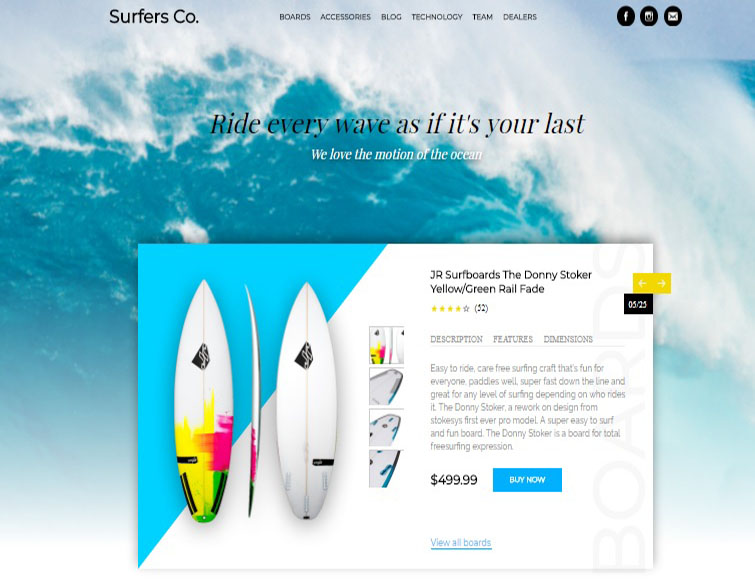 Surfers Co.
BOARDS ACCESSORIES BLOG TECHNOLOGY TEAM DEALERS
Ride every wave as if it's your last
We love the motion of the ocean
JR Surfboards The Donny Stoker
Yellow/Green Rail Fade
(52)
05/25
DESCRIPTION FEATURES DIMENSIONS
Easy to ride, care free surfing craft that's fun for
everyone, paddles well, super fast down the line and
great for any level of surfing depending on who rides
it. The Donny Stoker, a rework on design from
stokesys first ever pro model. A super easy to surf
and fun board. The Donny Stoker is a board for total
freesurfing expression.
$499.99 BUY NOW
View all boards
BOARDS